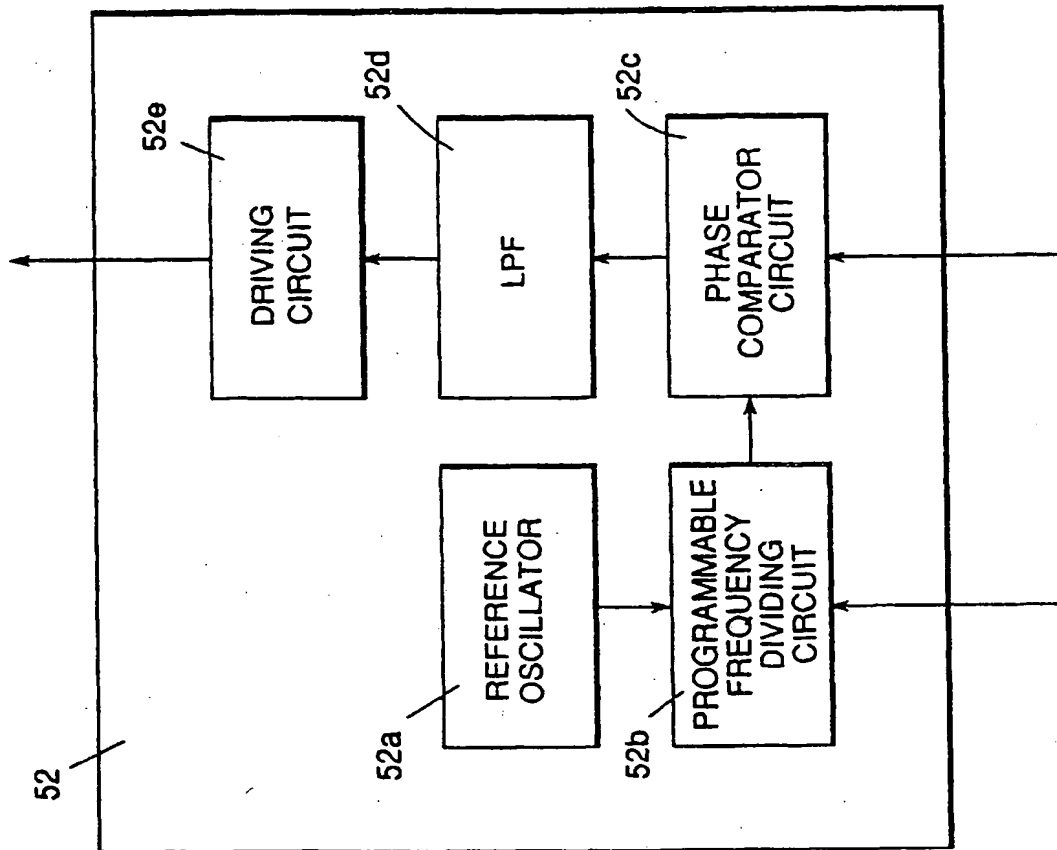 52
52a
REFERENCE
OSCILLATOR
52b
PROGRAMMABLE
FREQUENCY
DIVIDING
CIRCUIT
52e
DRIVING
CIRCUIT
52d
LPF
52c
PHASE
COMPARATOR
CIRCUIT